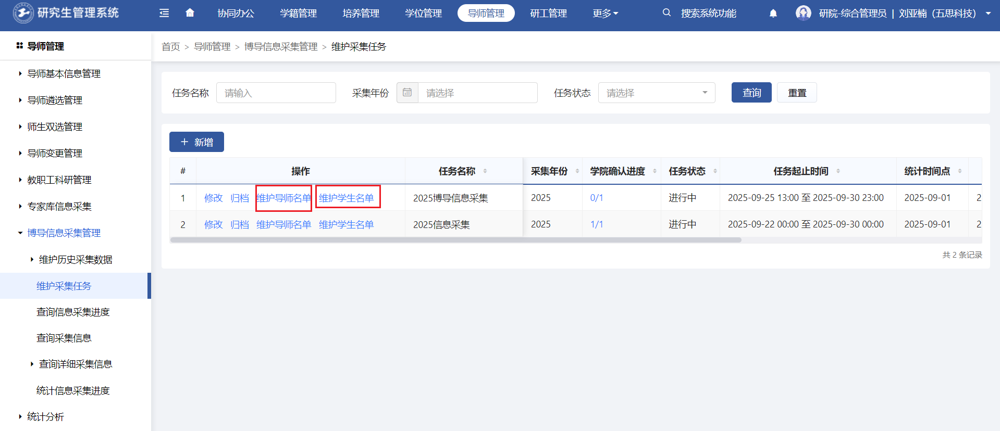 研究生管理系统 协同办公 学籍管理 培养管理 学位管理 导师管理 研工管理 更多 搜索系统功能 研院-综合管理员 | 刘亚楠（五思科技）
导师管理
导师基本信息管理
导师遴选管理
师生双选管理
导师变更管理
教职工科研管理
专家库信息采集
博导信息采集管理
维护历史采集数据
维护采集任务
查询信息采集进度
查询采集信息
查询详细采集信息
统计信息采集进度
统计分析
首页 > 导师管理 > 博导信息采集管理 > 维护采集任务
任务名称 请输入 采集年份 请选择 任务状态 请选择 查询 重置
+ 新增
# 操作 任务名称 采集年份 学院确认进度 任务状态 任务起止时间 统计时间点
1 修改 归档 维护导师名单 维护学生名单 2025博导信息采集 2025 0/1 进行中 2025-09-25 13:00 至 2025-09-30 23:00 2025-09-01 2
2 修改 归档 维护导师名单 维护学生名单 2025信息采集 2025 1/1 进行中 2025-09-22 00:00 至 2025-09-30 00:00 2025-09-01 2
共 2 条记录